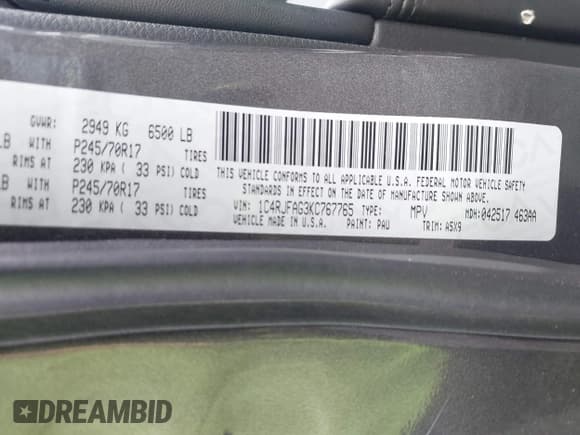 GVWR: 2949 KG 6500 LB
LB WITH P245/70R17 TIRES
RIMS AT 230 KPA ( 33 PSI) COLD
LB WITH P245/70R17 TIRES
RIMS AT 230 KPA ( 33 PSI) COLD
THIS VEHICLE CONFORMS TO ALL APPLICABLE U.S.A. FEDERAL MOTOR VEHICLE SAFETY
STANDARDS IN EFFECT ON THE DATE OF MANUFACTURE SHOWN ABOVE.
VIN: 1C4RJFAG3KC767765 TYPE: MPV MDH:042517 463AA
VEHICLE MADE IN U.S.A. PAINT: PAU TRIM: A5X9
DREAMBID